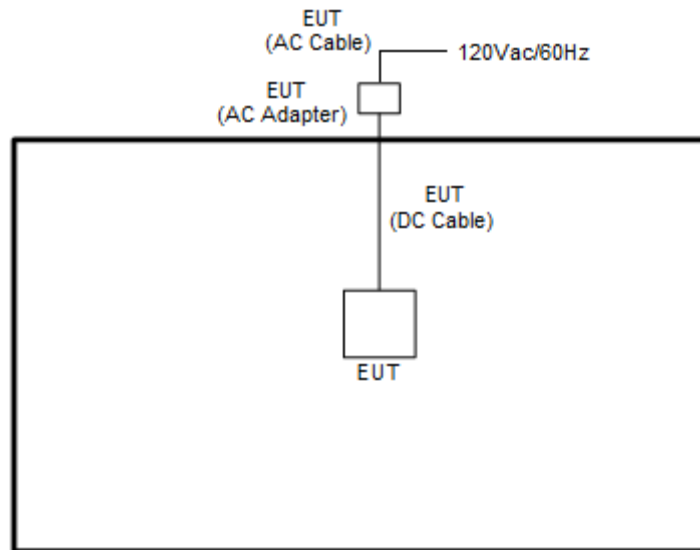 EUT
(AC Cable)
120Vac/60Hz
EUT
(AC Adapter)
EUT
(DC Cable)
EUT